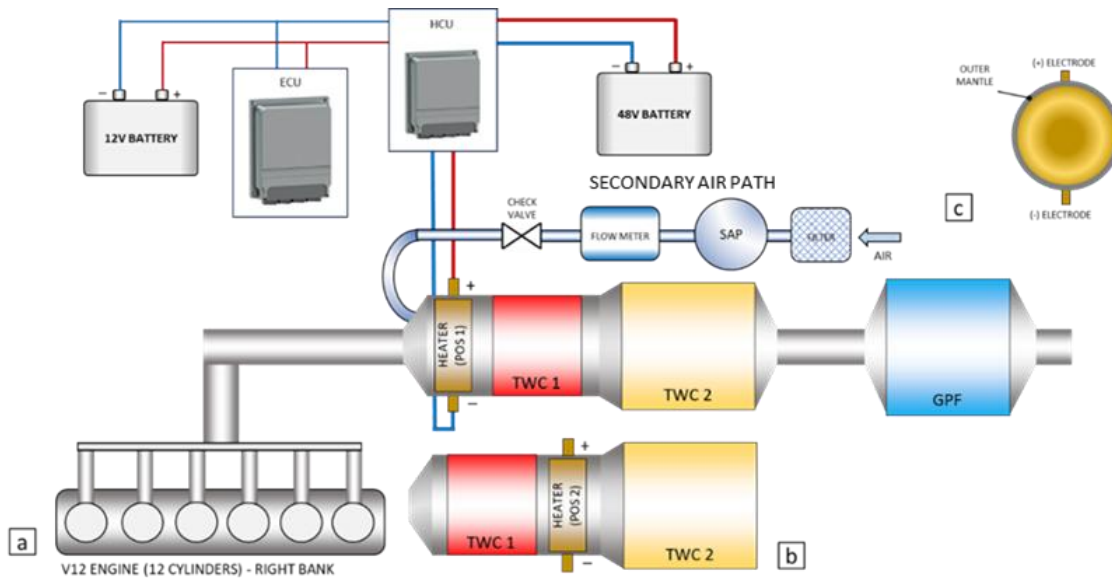 HCU
ECU
− +
12V BATTERY
− +
48V BATTERY
(+) ELECTRODE
OUTER
MANTLE
(-) ELECTRODE
c
SECONDARY AIR PATH
CHECK
VALVE
FLOW METER
SAP
FILTER
AIR
+
HEATER
(POS 1)
−
TWC 1
TWC 2
GPF
+
HEATER
(POS 2)
−
TWC 1
TWC 2
a
b
V12 ENGINE (12 CYLINDERS) - RIGHT BANK